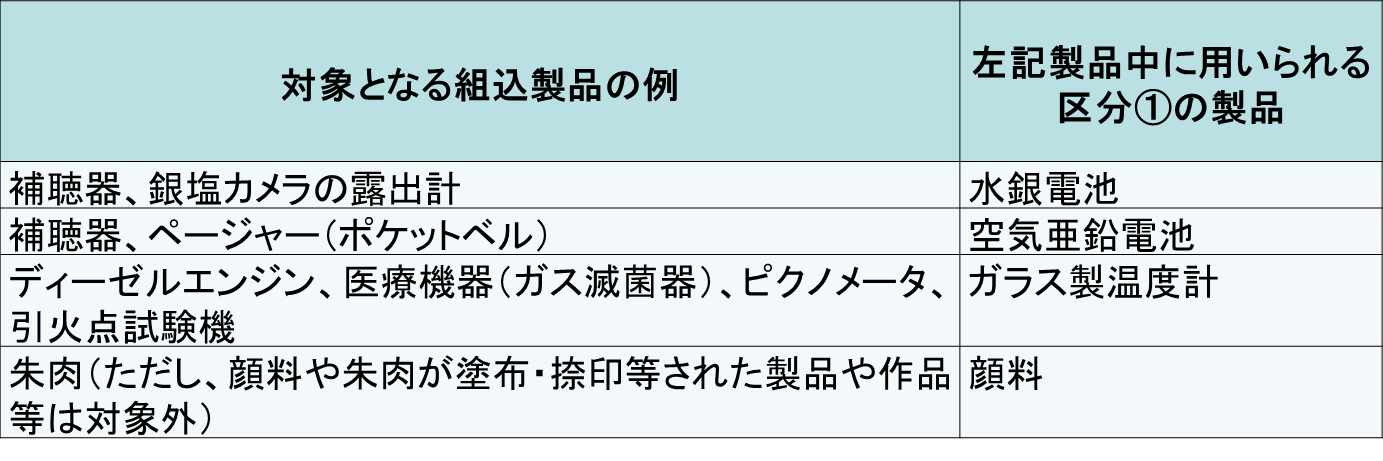 対象となる組込製品の例
左記製品中に用いられる
区分①の製品
補聴器、銀塩カメラの露出計
水銀電池
補聴器、ページャー(ポケットベル)
空気亜鉛電池
ディーゼルエンジン、医療機器(ガス滅菌器)、ピクノメータ、
引火点試験機
ガラス製温度計
朱肉(ただし、顔料や朱肉が塗布・捺印等された製品や作品
等は対象外)
顔料